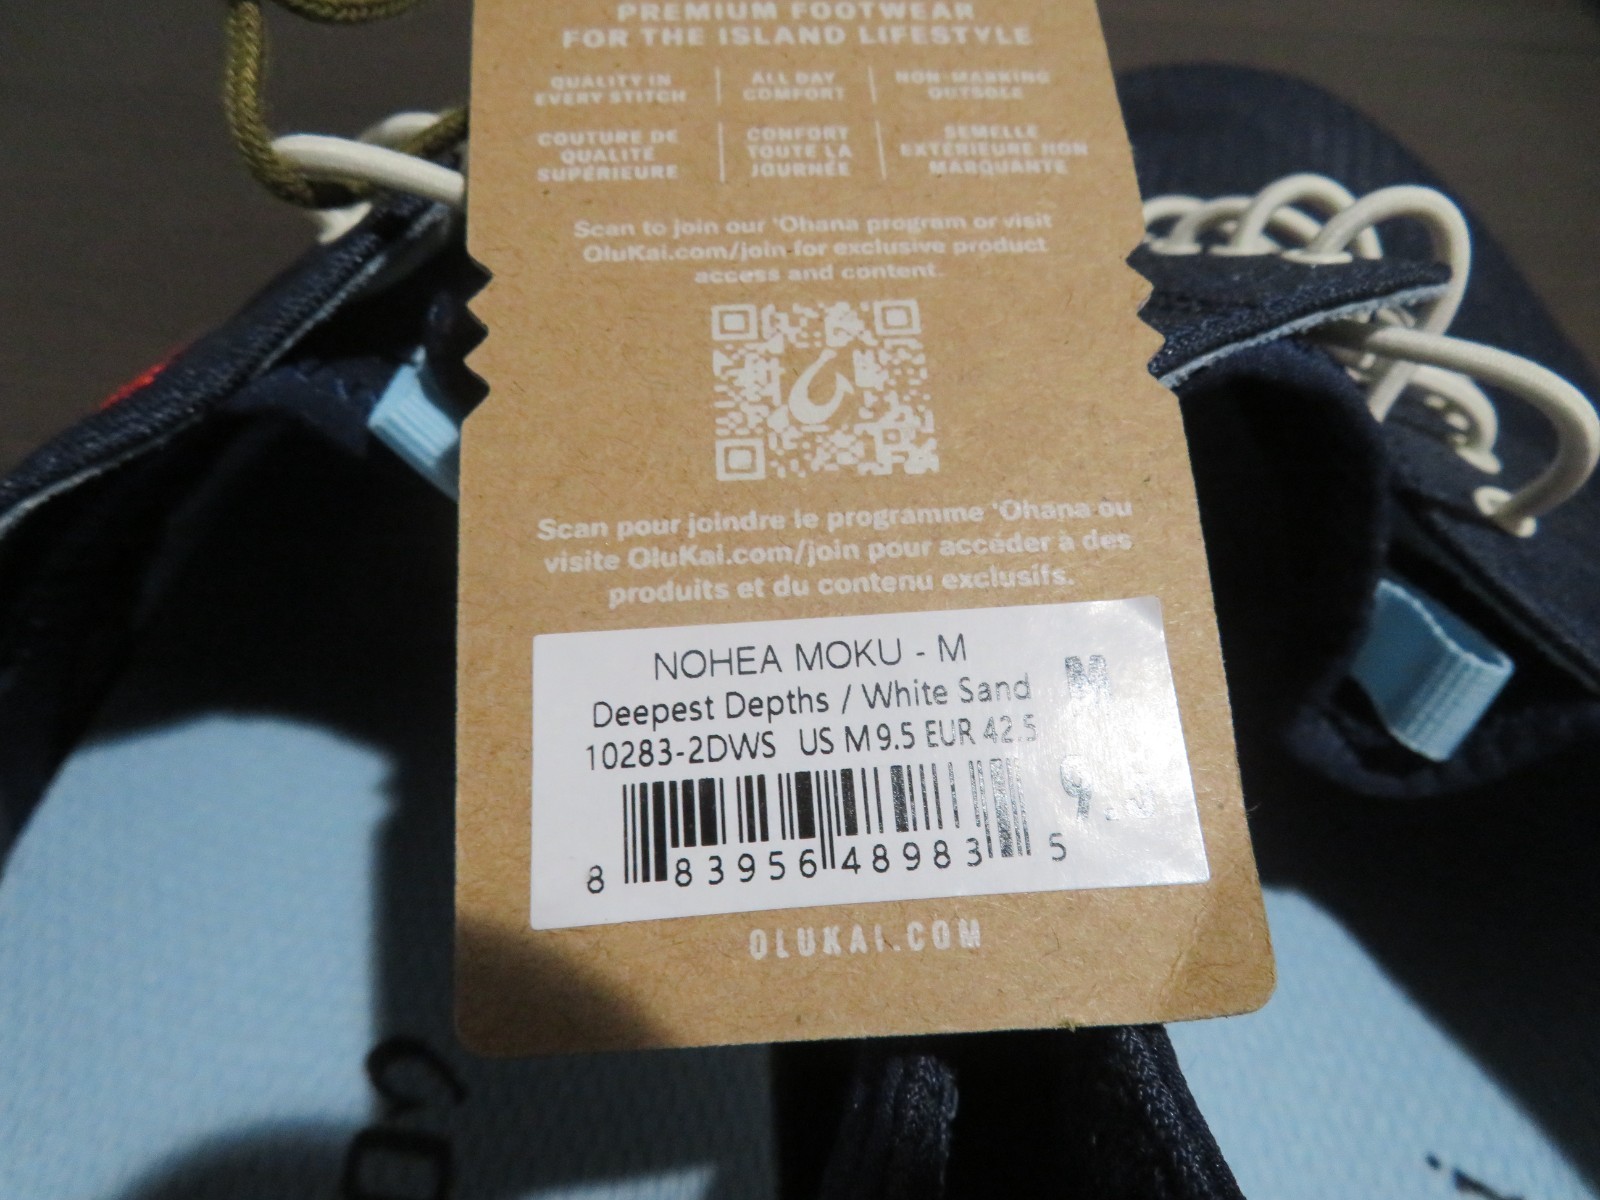 PREMIUM FOOTWEAR
FOR THE ISLAND LIFESTYLE
QUALITY IN
EVERY STITCH
ALL DAY
COMFORT
NON-MARKING
OUTSOLE
COUTURE DE
QUALITÉ
SUPÉRIEURE
CONFORT
TOUTE LA
JOURNÉE
SEMELLE
EXTÉRIEURE NON
MARQUANTE
Scan to join our 'Ohana program or visit
OluKai.com/join for exclusive product
access and content.
Scan pour joindre le programme 'Ohana ou
visite OluKai.com/join pour accéder à des
produits et du contenu exclusifs.
NOHEA MOKU - M
Deepest Depths / White Sand
10283-2DWS US M 9.5 EUR 42.5
M
9.5
8 83956 48983 5
OLUKAI.COM